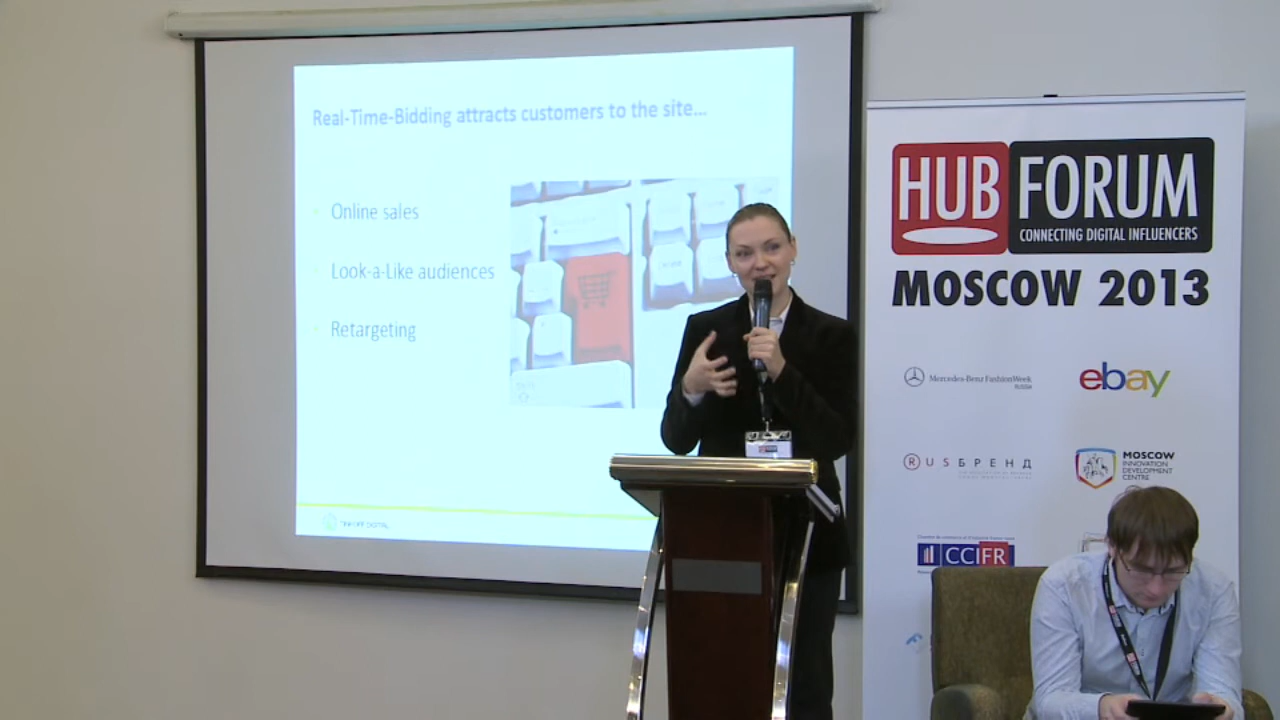 Real-Time-Bidding attracts customers to the site...
Online sales
Look-a-Like audiences
Retargeting
HUB FORUM
CONNECTING DIGITAL INFLUENCERS
MOSCOW 2013
Mercedes-Benz FashionWeek
RUSSIA
ebay
RUSБРЕНД
MOSCOW
INNOVATION
DEVELOPMENT
CENTRE
CCIFR